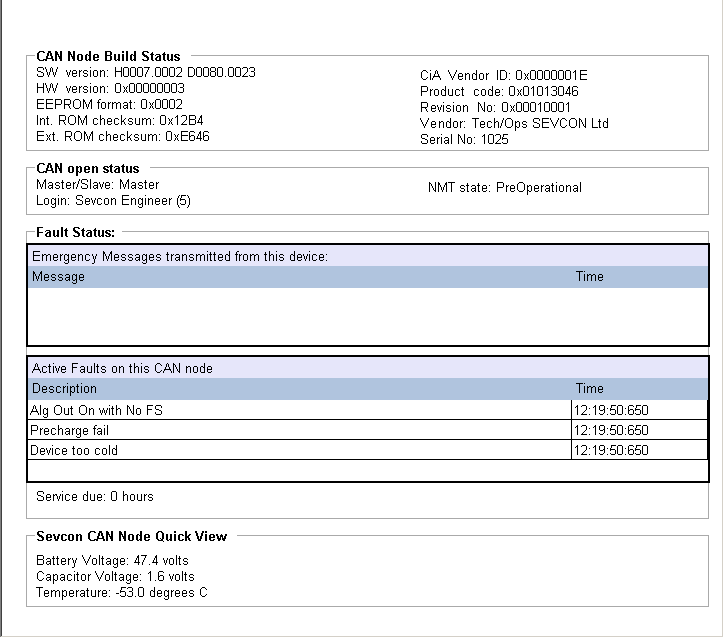 CAN Node Build Status
SW version: H0007.0002 D0080.0023
HW version: 0x00000003
EEPROM format: 0x0002
Int. ROM checksum: 0x12B4
Ext. ROM checksum: 0xE646
CiA Vendor ID: 0x0000001E
Product code: 0x01013046
Revision No: 0x00010001
Vendor: Tech/Ops SEVCON Ltd
Serial No: 1025
CAN open status
Master/Slave: Master
Login: Sevcon Engineer (5)
NMT state: PreOperational
Fault Status:
Emergency Messages transmitted from this device:
Message Time
Active Faults on this CAN node
Description Time
Alg Out On with No FS 12:19:50:650
Precharge fail 12:19:50:650
Device too cold 12:19:50:650
Service due: 0 hours
Sevcon CAN Node Quick View
Battery Voltage: 47.4 volts
Capacitor Voltage: 1.6 volts
Temperature: -53.0 degrees C